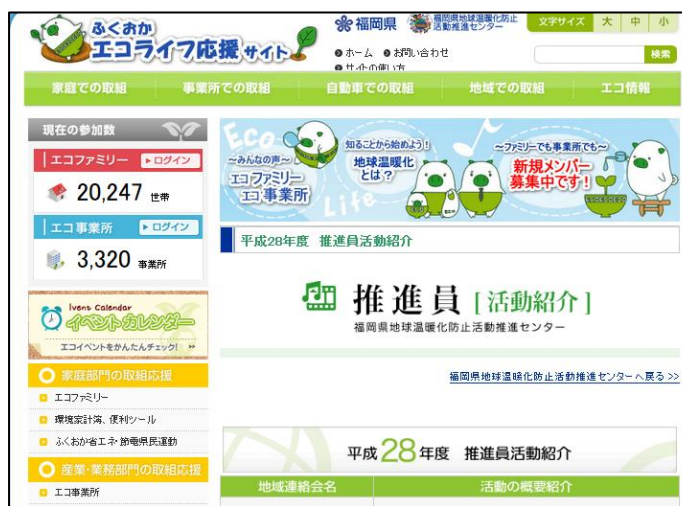 ふくおか
エコライフ応援サイト
福岡県
福岡県地球温暖化防止
活動推進センター
文字サイズ 大 中 小
ホーム お問い合わせ
サイトの使い方
検索
家庭での取組 事業所での取組 自動車での取組 地域での取組 エコ情報
現在の参加数
エコファミリー ログイン
20,247 世帯
エコ事業所 ログイン
3,320 事業所
Eco
Life
～みんなの声～
エコファミリー
エコ事業所
知ることから始めよう!
地球温暖化
とは?
～ファミリーでも事業所でも～
新規メンバー
募集中です!
平成28年度 推進員活動紹介
推進員[活動紹介]
福岡県地球温暖化防止活動推進センター
福岡県地球温暖化防止活動推進センターへ戻る>>
Ivent Calendar
イベントカレンダー
エコイベントをかんたんチェック!
家庭部門の取組応援
エコファミリー
環境家計簿、便利ツール
ふくおか省エネ・節電県民運動
産業・業務部門の取組応援
エコ事業所
平成28年度 推進員活動紹介
地域連絡会名 活動の概要紹介